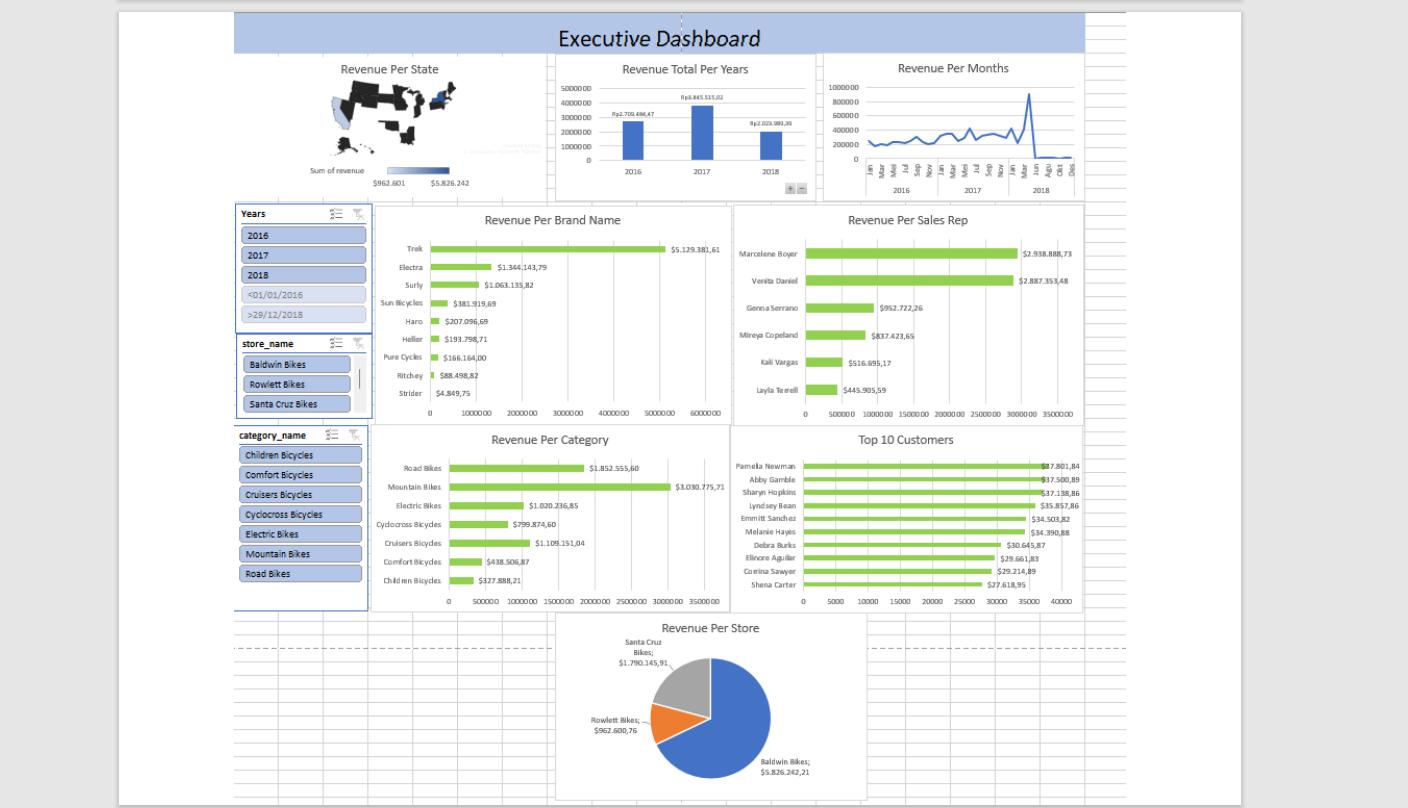 Executive Dashboard
Revenue Per State
Sum of revenue
$962.601
$5.826.242
Revenue Total Per Years
50000 00
40000 00
30000 00
20000 00
10000 00
0
Rp2.709.484,47
Rp3.845.515,02
Rp2.023.989,39
2016
2017
2018
Revenue Per Months
1000000
800000
600000
400000
200000
0
Jan Mar Mei Jul Sep Nov Jan Mar Mei Jul Sep Nov Jan Mar Jun Agu Okt Des
2016 2017 2018
Years
2016
2017
2018
<01/01/2016
>29/12/2018
store_name
Baldwin Bikes
Rowlett Bikes
Santa Cruz Bikes
category_name
Children Bicycles
Comfort Bicycles
Cruisers Bicycles
Cyclocross Bicycles
Electric Bikes
Mountain Bikes
Road Bikes
Revenue Per Brand Name
Trek $5.129.381,61
Electra $1.344.143,79
Surly $1.063.135,82
Sun Bicycles $381.919,69
Haro $207.096,69
Heller $193.798,71
Pure Cycles $166.164,00
Ritchey $88.498,82
Strider $4.849,75
0 1000000 2000000 3000000 4000000 5000000 6000000
Revenue Per Sales Rep
Marcelene Boyer $2.938.888,73
Venita Daniel $2.887.353,48
Genna Serrano $952.722,26
Mireya Copeland $837.423,65
Kali Vargas $516.695,17
Layla Terrell $445.905,59
0 500000 1000000 1500000 2000000 2500000 3000000 3500000
Revenue Per Category
Road Bikes $1.852.555,60
Mountain Bikes $3.030.775,71
Electric Bikes $1.020.236,85
Cyclocross Bicycles $799.874,60
Cruisers Bicycles $1.109.151,04
Comfort Bicycles $438.506,87
Children Bicycles $327.888,21
0 500000 1000000 1500000 2000000 2500000 3000000 3500000
Top 10 Customers
Pamelia Newman $37.801,84
Abby Gamble $37.500,89
Sharyn Hopkins $37.138,86
Lyndsey Bean $35.857,86
Emmitt Sanchez $34.503,82
Melanie Hayes $34.390,88
Debra Burks $30.645,87
Elinore Aguilar $29.661,83
Corrina Sawyer $29.214,89
Shena Carter $27.618,95
0 5000 10000 15000 20000 25000 30000 35000 40000
Revenue Per Store
Santa Cruz
Bikes;
$1.790.145,91
Rowlett Bikes;
$962.600,76
Baldwin Bikes;
$5.826.242,21